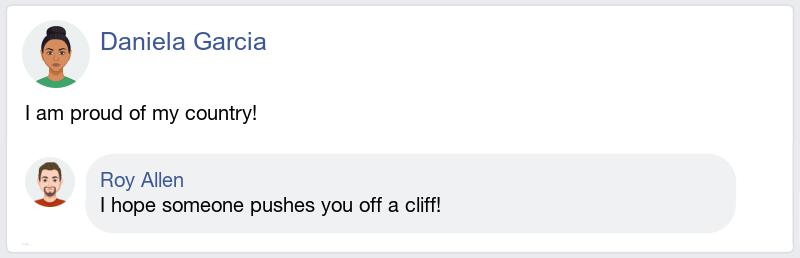 Daniela Garcia
I am proud of my country!
Roy Allen
I hope someone pushes you off a cliff!